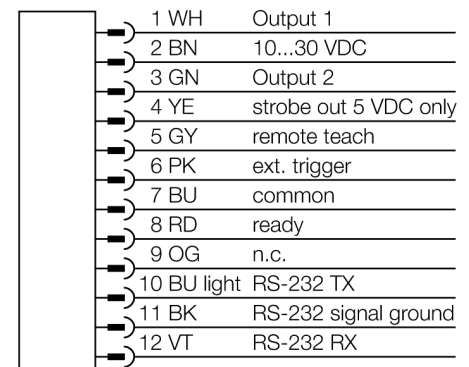 1 WH Output 1
2 BN 10...30 VDC
3 GN Output 2
4 YE strobe out 5 VDC only
5 GY remote teach
6 PK ext. trigger
7 BU common
8 RD ready
9 OG n.c.
10 BU light RS-232 TX
11 BK RS-232 signal ground
12 VT RS-232 RX